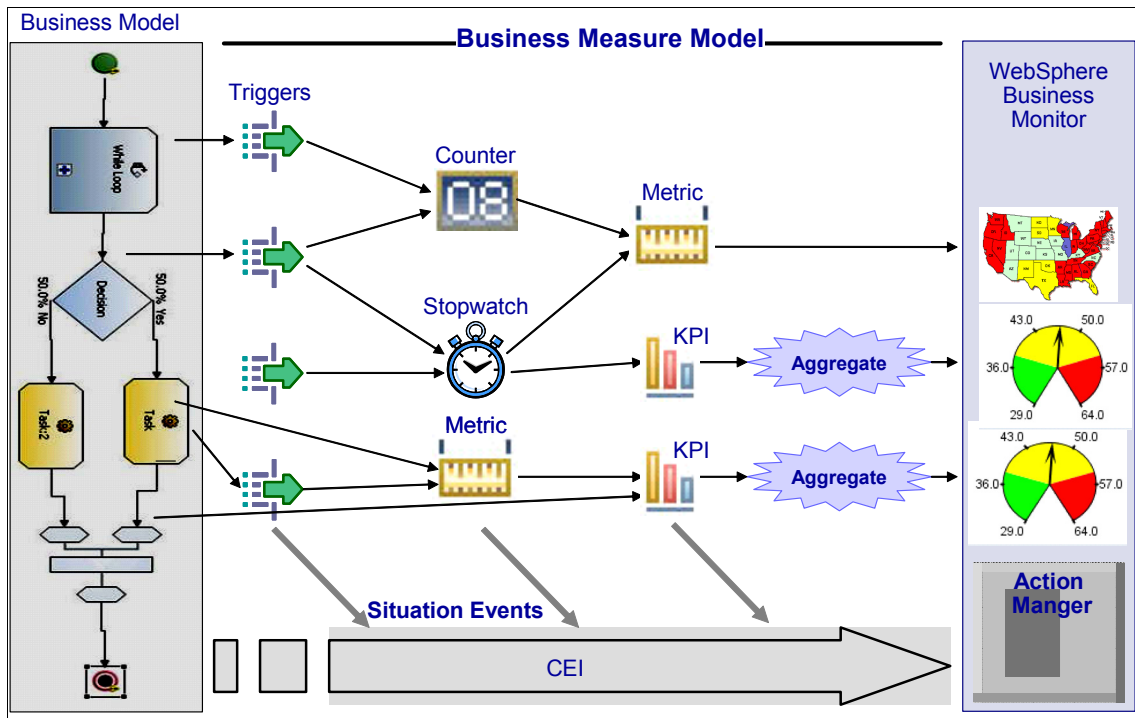 Business Model
Business Measure Model
WebSphere
Business
Monitor
Triggers
While Loop
Counter
08
Metric
Decision
50.0% No
50.0% Yes
Stopwatch
KPI
Aggregate
43.0
50.0
36.0
57.0
29.0
64.0
Task:2
Task
Metric
KPI
Aggregate
43.0
50.0
36.0
57.0
29.0
64.0
Situation Events
CEI
Action
Manger